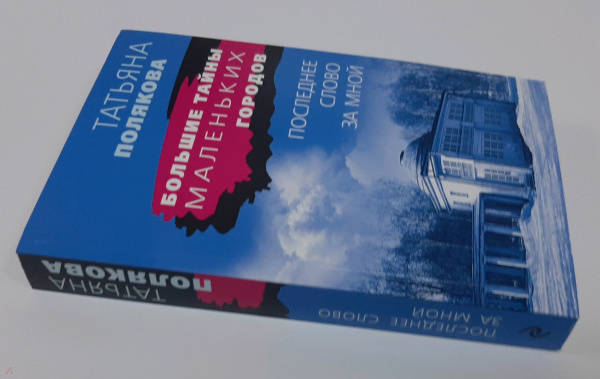 ТАТЬЯНА
ПОЛЯКОВА
БОЛЬШИЕ ТАЙНЫ
МАЛЕНЬКИХ
ГОРОДОВ
ПОСЛЕДНЕЕ
СЛОВО
ЗА МНОЙ
ТАТЬЯНА
ПОЛЯКОВА
ПОСЛЕДНЕЕ СЛОВО
ЗА МНОЙ